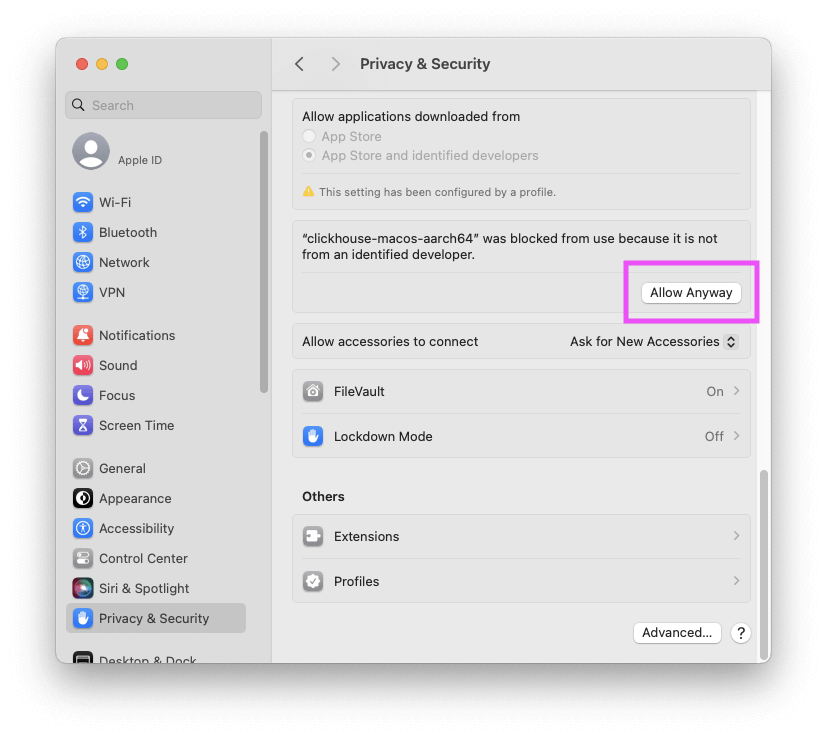 Privacy & Security
Search
Apple ID
Wi-Fi
Bluetooth
Network
VPN
Notifications
Sound
Focus
Screen Time
General
Appearance
Accessibility
Control Center
Siri & Spotlight
Privacy & Security
Desktop & Dock
Allow applications downloaded from
App Store
App Store and identified developers
This setting has been configured by a profile.
“clickhouse-macos-aarch64” was blocked from use because it is not
from an identified developer.
Allow Anyway
Allow accessories to connect
Ask for New Accessories
FileVault
On
Lockdown Mode
Off
Others
Extensions
Profiles
Advanced...
?